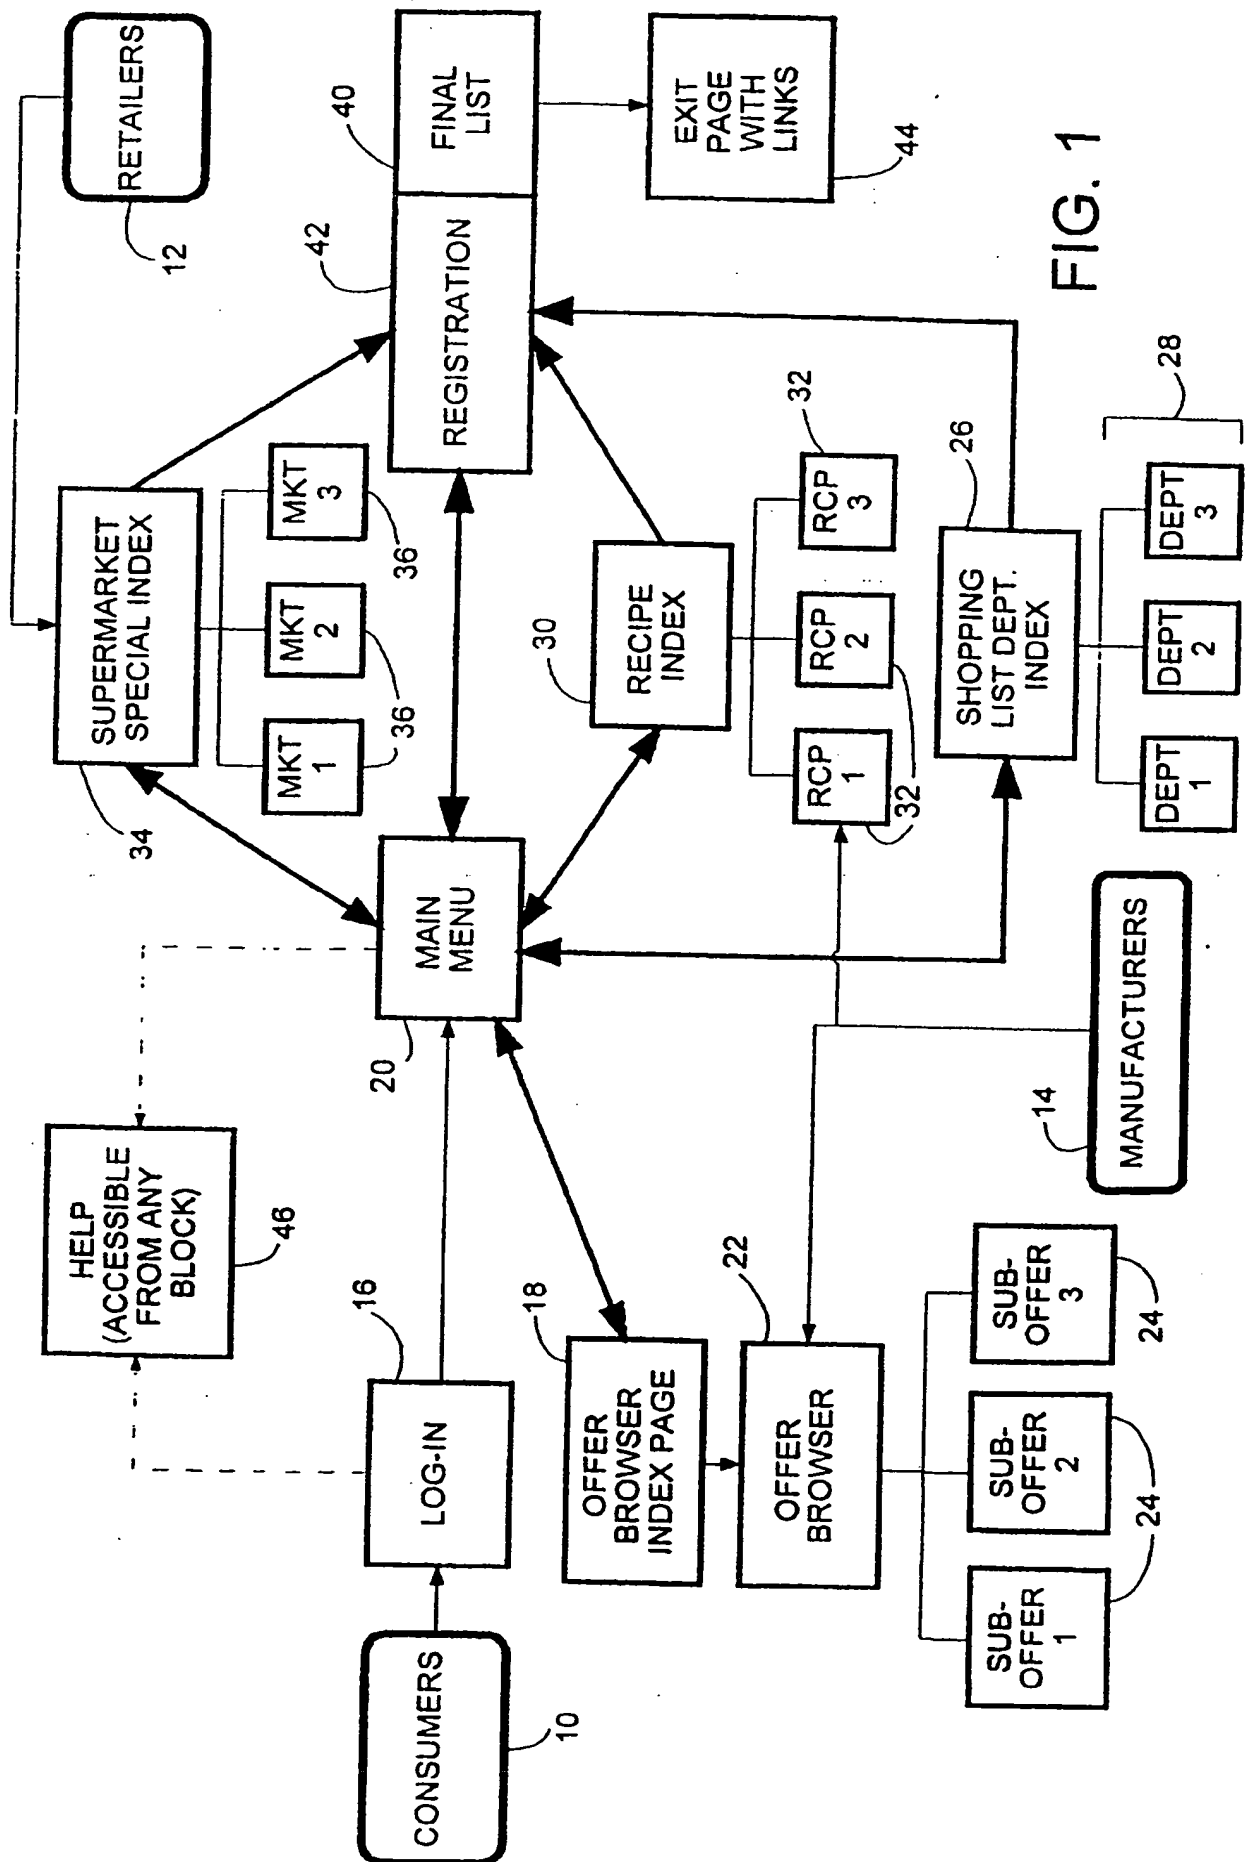 HELP
(ACCESSIBLE
FROM ANY
BLOCK)
46
SUPERMARKET
SPECIAL INDEX
34
RETAILERS
12
MKT
1
MKT
2
MKT
3
36
36
CONSUMERS
10
LOG-IN
16
MAIN
MENU
20
REGISTRATION
42
FINAL
LIST
40
OFFER
BROWSER
INDEX PAGE
18
RECIPE
INDEX
30
EXIT
PAGE
WITH
LINKS
44
OFFER
BROWSER
22
RCP
1
RCP
2
RCP
3
32
32
SUB-
OFFER
1
SUB-
OFFER
2
SUB-
OFFER
3
24
24
SHOPPING
LIST DEPT.
INDEX
26
MANUFACTURERS
14
DEPT
1
DEPT
2
DEPT
3
28
FIG. 1